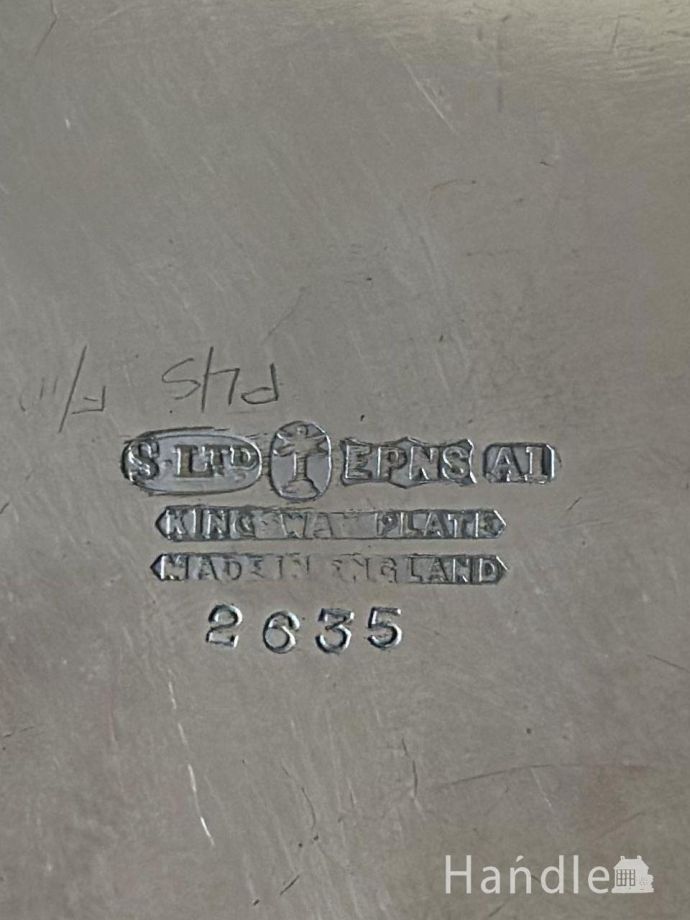 S. LTD EPNS A1
KINGSWAY PLATE
MADE IN ENGLAND
2635
Handle